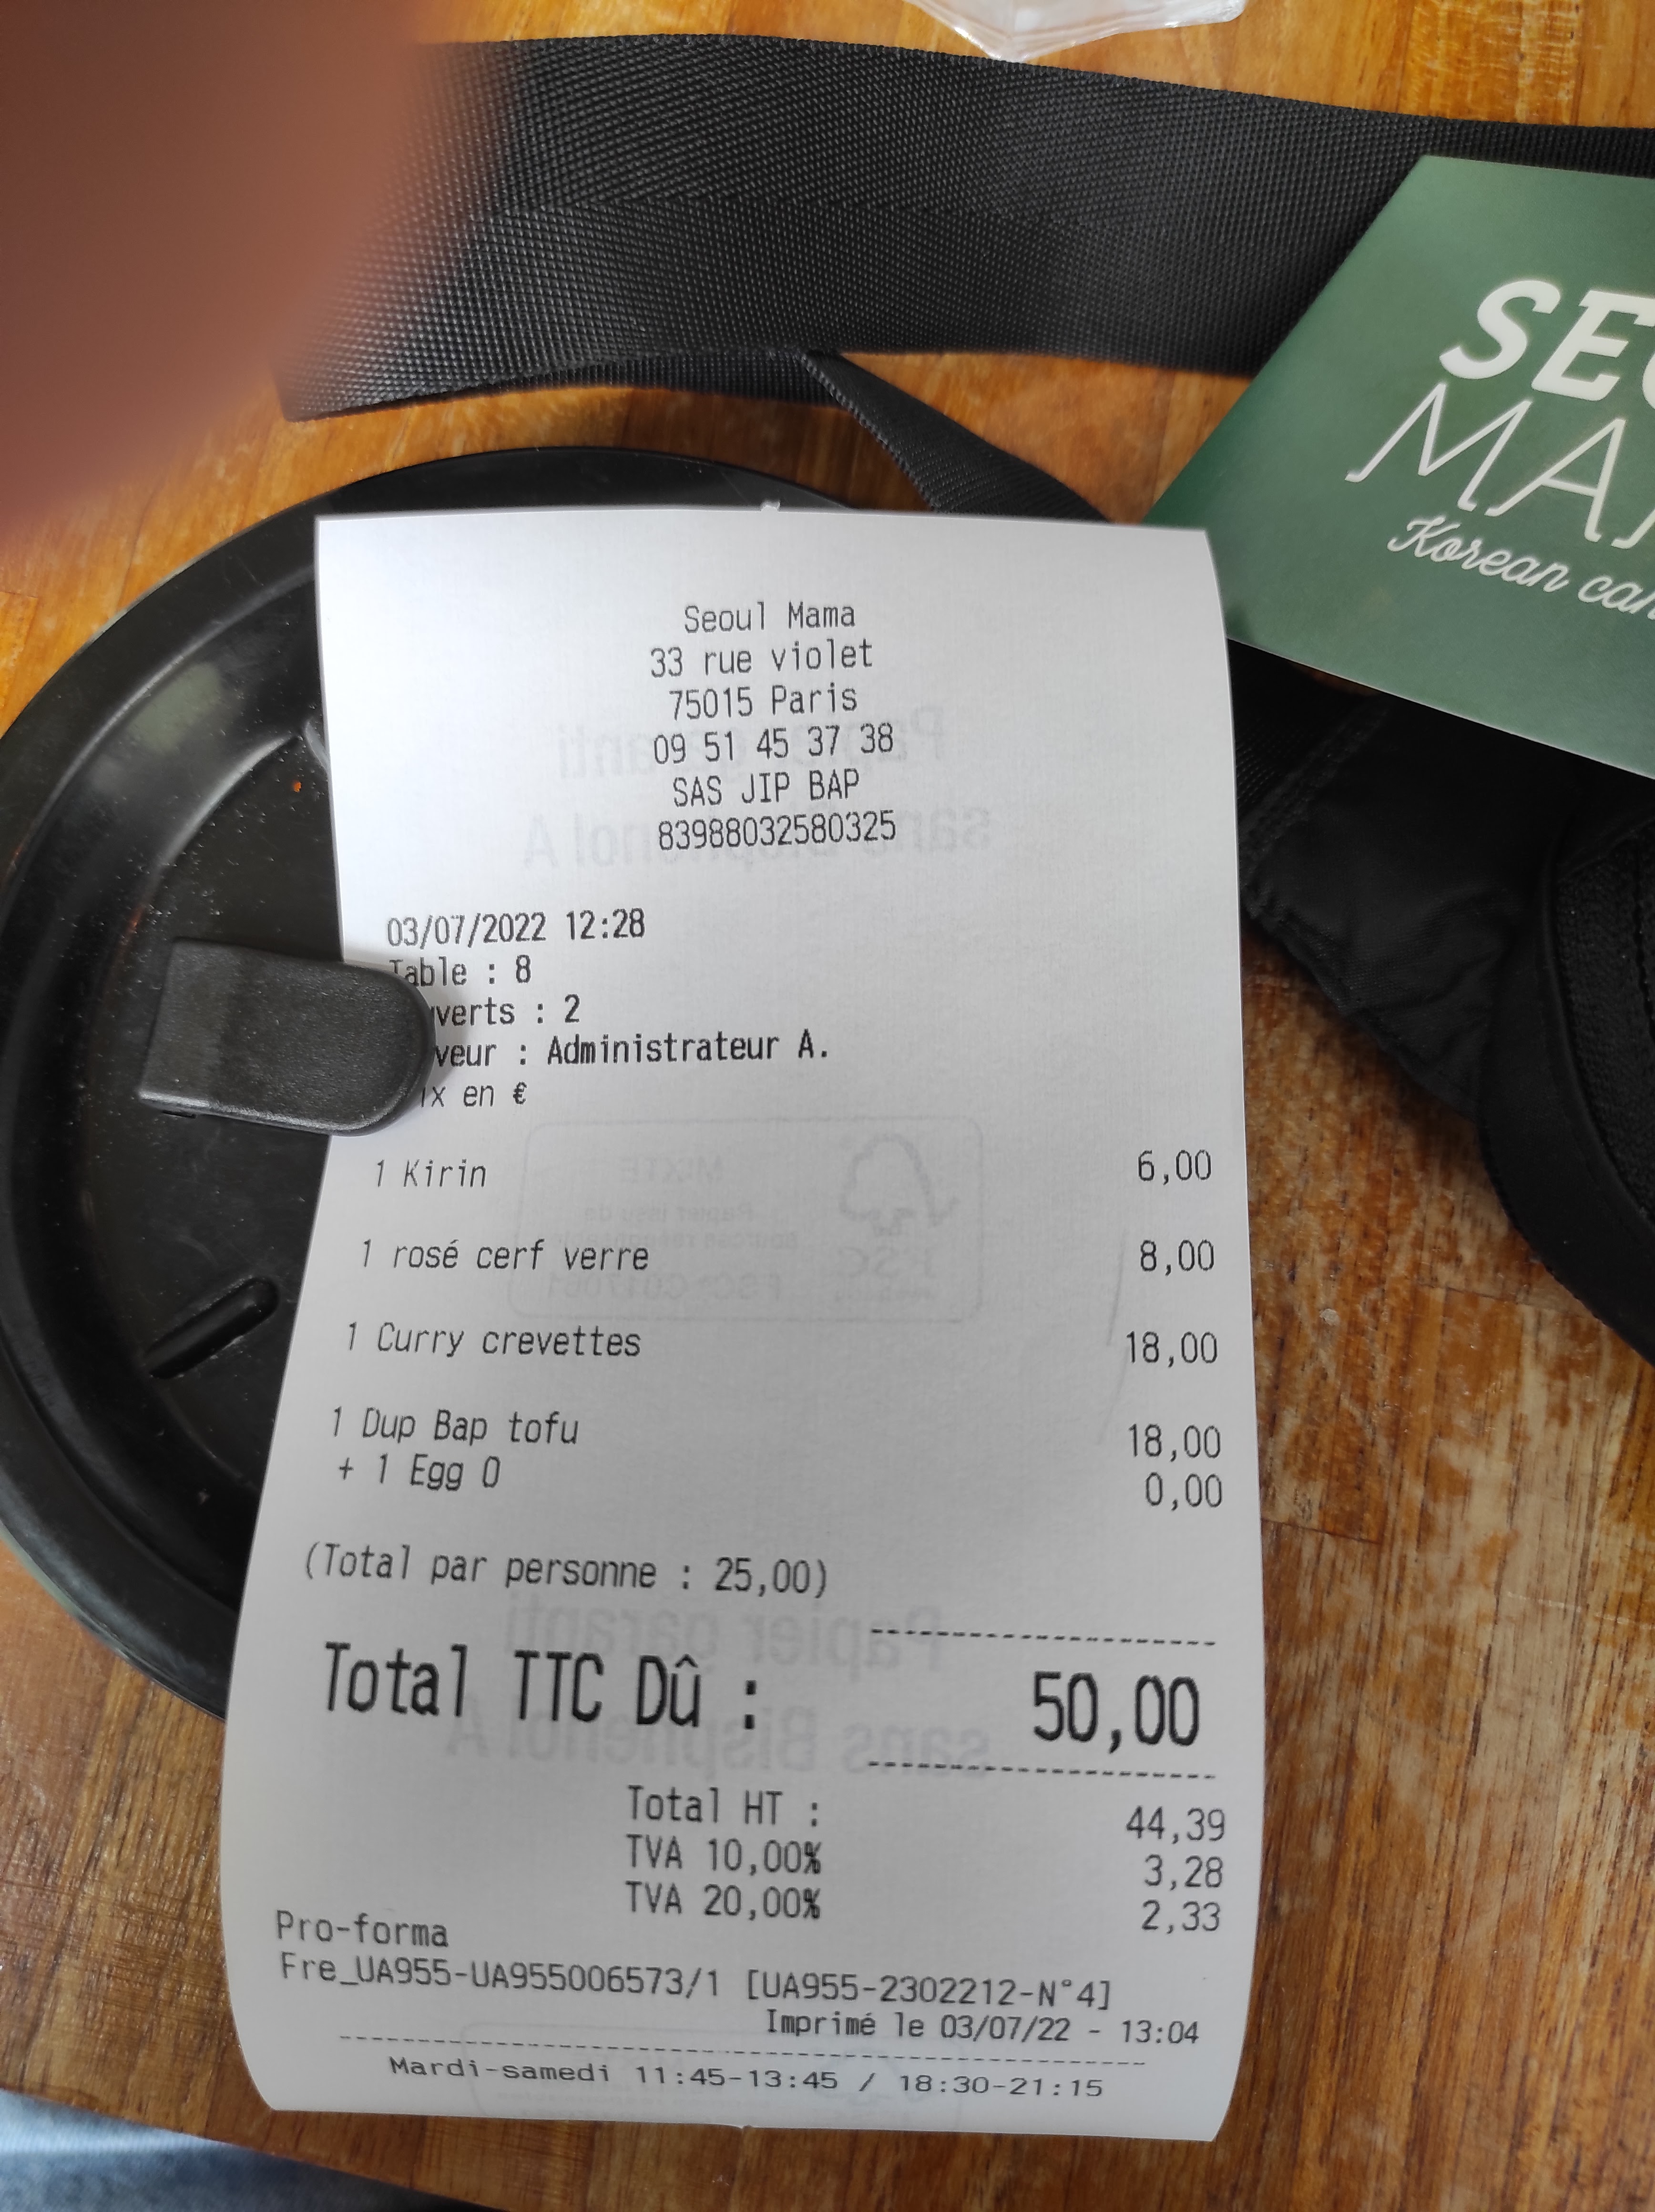 SEO
MA
Korean can
Seoul Mama
33 rue violet
75015 Paris
09 51 45 37 38
SAS JIP BAP
83988032580325
03/07/2022 12:28
Table : 8
verts : 2
veur : Administrateur A.
ix en €
1 Kirin 6,00
1 rosé cerf verre 8,00
1 Curry crevettes 18,00
1 Dup Bap tofu 18,00
+ 1 Egg O 0,00
(Total par personne : 25,00)
Total TTC Dû : 50,00
Total HT : 44,39
TVA 10,00% 3,28
TVA 20,00% 2,33
Pro-forma
Fre_UA955-UA955006573/1 [UA955-2302212-N°4]
Imprimé le 03/07/22 - 13:04
Mardi-samedi 11:45-13:45 / 18:30-21:15